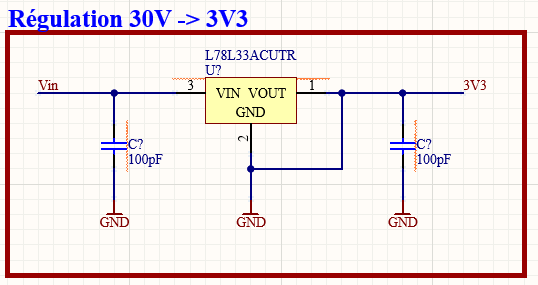 Régulation 30V -> 3V3
L78L33ACUTR
U?
Vin
3
VIN VOUT
1
3V3
GND
2
C?
100pF
C?
100pF
GND
GND
GND